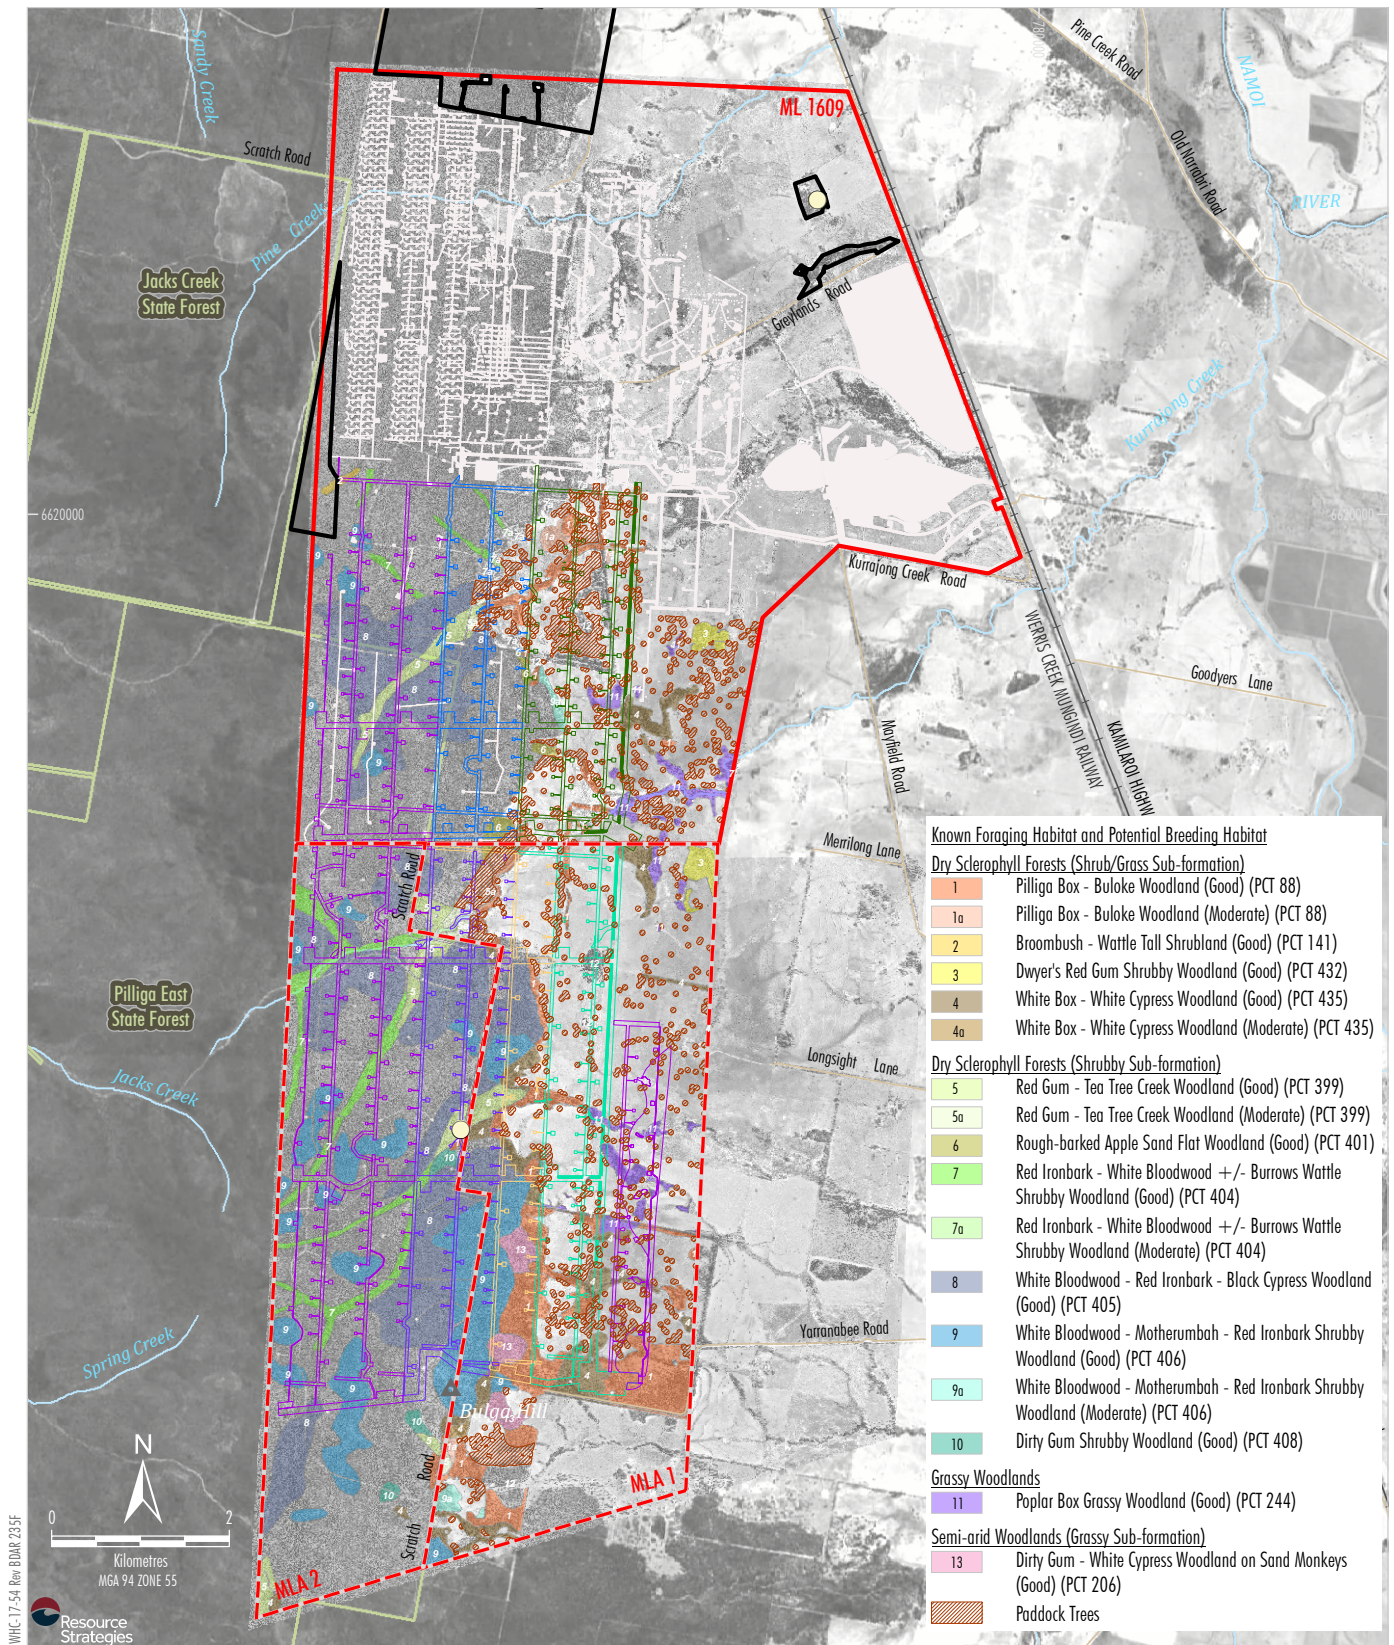 Sandy Creek
Pine Creek Road
NAMOI
ML 1609
Scratch Road
Old Narrabri Road
Pine Creek
RIVER
Jacks Creek
State Forest
Greylands Road
Kurrajong Creek
6620000
Kurrajong Creek Road
WERRIS CREEK MUNGINDI RAILWAY
Goodyers Lane
KAMILAROI HIGHW
Mayfield Road
Merrilong Lane
Scratch Road
Pilliga East
State Forest
Longsight Lane
Jacks Creek
Yarranabee Road
Spring Creek
Bulga Hill
MLA 1
Scratch Road
MLA 2
N
0 2
Kilometres
MGA 94 ZONE 55
WHC-17-54 Rev BDAR 235F
Resource
Strategies
Known Foraging Habitat and Potential Breeding Habitat
Dry Sclerophyll Forests (Shrub/Grass Sub-formation)
1 Pilliga Box - Buloke Woodland (Good) (PCT 88)
1a Pilliga Box - Buloke Woodland (Moderate) (PCT 88)
2 Broombush - Wattle Tall Shrubland (Good) (PCT 141)
3 Dwyer's Red Gum Shrubby Woodland (Good) (PCT 432)
4 White Box - White Cypress Woodland (Good) (PCT 435)
4a White Box - White Cypress Woodland (Moderate) (PCT 435)
Dry Sclerophyll Forests (Shrubby Sub-formation)
5 Red Gum - Tea Tree Creek Woodland (Good) (PCT 399)
5a Red Gum - Tea Tree Creek Woodland (Moderate) (PCT 399)
6 Rough-barked Apple Sand Flat Woodland (Good) (PCT 401)
7 Red Ironbark - White Bloodwood +/- Burrows Wattle
Shrubby Woodland (Good) (PCT 404)
7a Red Ironbark - White Bloodwood +/- Burrows Wattle
Shrubby Woodland (Moderate) (PCT 404)
8 White Bloodwood - Red Ironbark - Black Cypress Woodland
(Good) (PCT 405)
9 White Bloodwood - Motherumbah - Red Ironbark Shrubby
Woodland (Good) (PCT 406)
9a White Bloodwood - Motherumbah - Red Ironbark Shrubby
Woodland (Moderate) (PCT 406)
10 Dirty Gum Shrubby Woodland (Good) (PCT 408)
Grassy Woodlands
11 Poplar Box Grassy Woodland (Good) (PCT 244)
Semi-arid Woodlands (Grassy Sub-formation)
13 Dirty Gum - White Cypress Woodland on Sand Monkeys
(Good) (PCT 206)
Paddock Trees